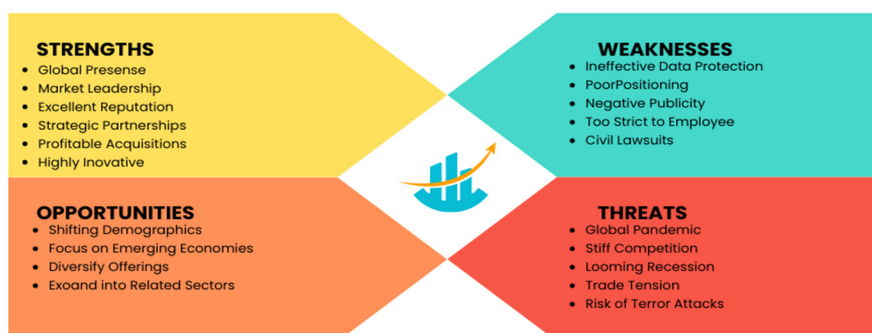 STRENGTHS
Global Presense
Market Leadership
Excellent Reputation
Strategic Partnerships
Profitable Acquisitions
Highly Inovative
WEAKNESSES
Ineffective Data Protection
PoorPositioning
Negative Publicity
Too Strict to Employee
Civil Lawsuits
OPPORTUNITIES
Shifting Demographics
Focus on Emerging Economies
Diversify Offerings
Exoand into Related Sectors
THREATS
Global Pandemic
Stiff Competition
Looming Recession
Trade Tension
Risk of Terror Attacks